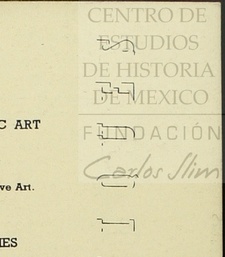 CENTRO DE
ESTUDIOS
DE HISTORIA
DE MEXICO
FUNDACIÓN
Carlos Slim
C ART
ve Art.
IES